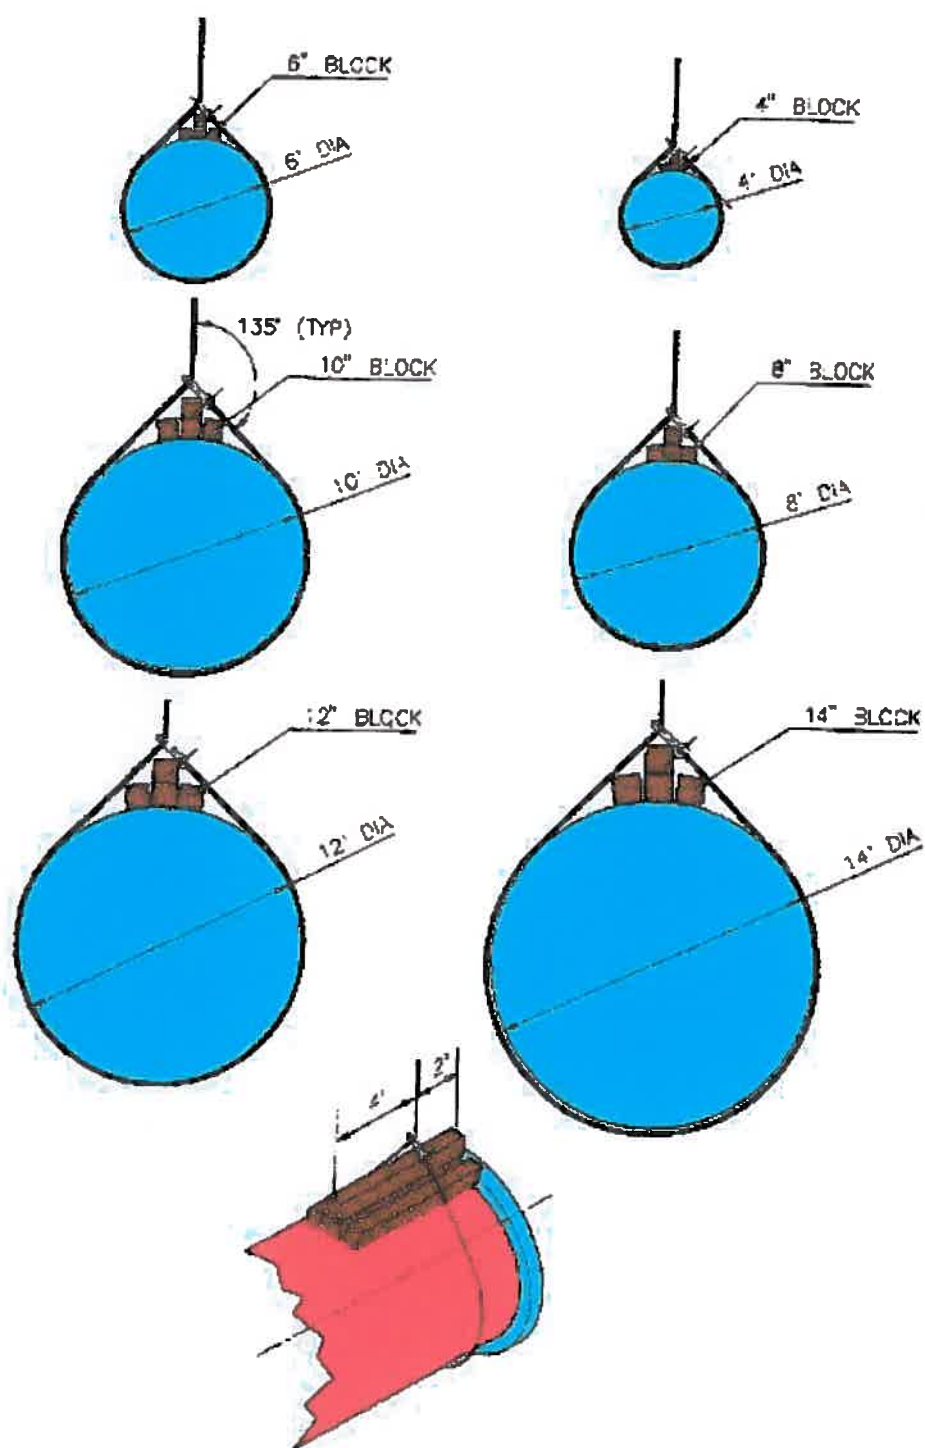 6" BLOCK
6' DIA
4" BLOCK
4' DIA
135° (TYP)
10" BLOCK
10' DIA
8" BLOCK
8' DIA
12" BLOCK
12' DIA
14" BLOCK
14' DIA
4'
2'